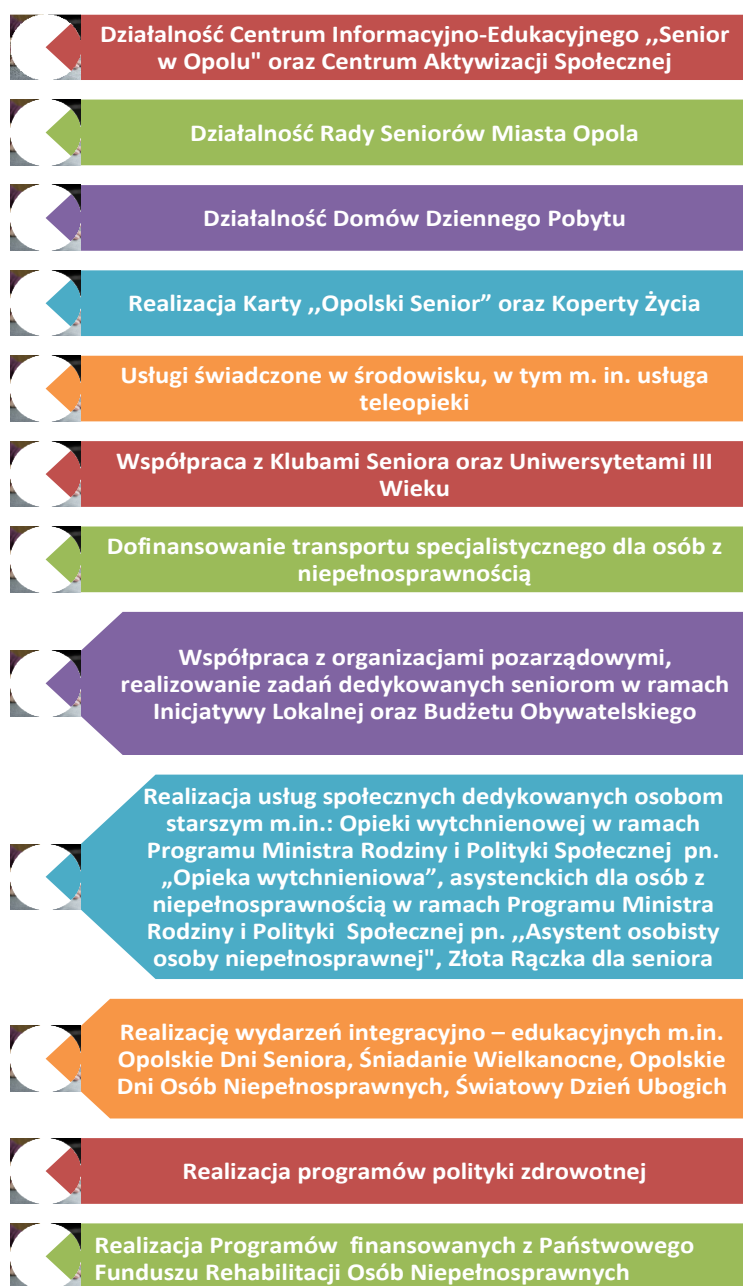 Działalność Centrum Informacyjno-Edukacyjnego ,,Senior
w Opolu" oraz Centrum Aktywizacji Społecznej
Działalność Rady Seniorów Miasta Opola
Działalność Domów Dziennego Pobytu
Realizacja Karty ,,Opolski Senior” oraz Koperty Życia
Usługi świadczone w środowisku, w tym m. in. usługa
teleopieki
Współpraca z Klubami Seniora oraz Uniwersytetami III
Wieku
Dofinansowanie transportu specjalistycznego dla osób z
niepełnosprawnością
Współpraca z organizacjami pozarządowymi,
realizowanie zadań dedykowanych seniorom w ramach
Inicjatywy Lokalnej oraz Budżetu Obywatelskiego
Realizacja usług społecznych dedykowanych osobom
starszym m.in.: Opieki wytchnienowej w ramach
Programu Ministra Rodziny i Polityki Społecznej  pn.
„Opieka wytchnieniowa”, asystenckich dla osób z
niepełnosprawnością w ramach Programu Ministra
Rodziny i Polityki  Społecznej pn. ,,Asystent osobisty
osoby niepełnosprawnej", Złota Rączka dla seniora
Realizację wydarzeń integracyjno – edukacyjnych m.in.
Opolskie Dni Seniora, Śniadanie Wielkanocne, Opolskie
Dni Osób Niepełnosprawnych, Światowy Dzień Ubogich
Realizacja programów polityki zdrowotnej
Realizacja Programów  finansowanych z Państwowego
Funduszu Rehabilitacji Osób Niepełnosprawnych